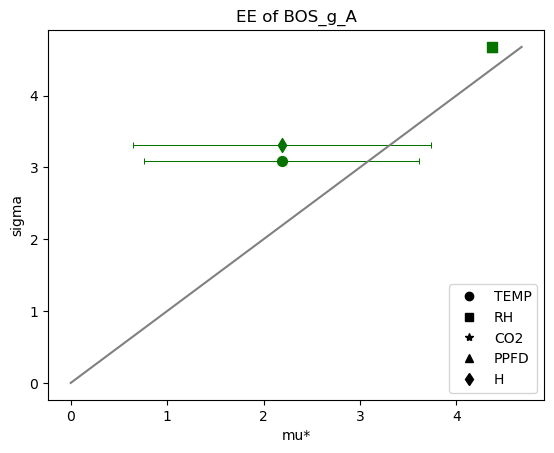 EE of BOS_g_A
sigma
4
3
2
1
0
0 1 2 3 4
mu*
TEMP
RH
CO2
PPFD
H